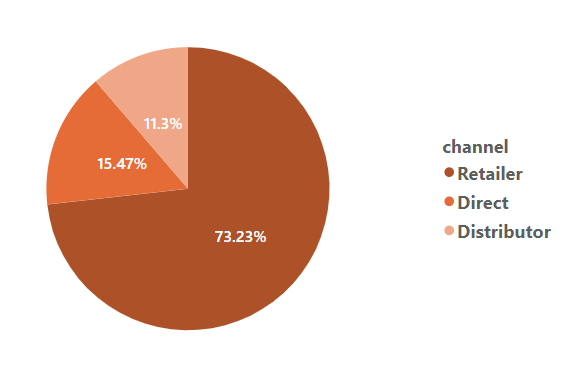 11.3%
15.47%
73.23%
channel
Retailer
Direct
Distributor